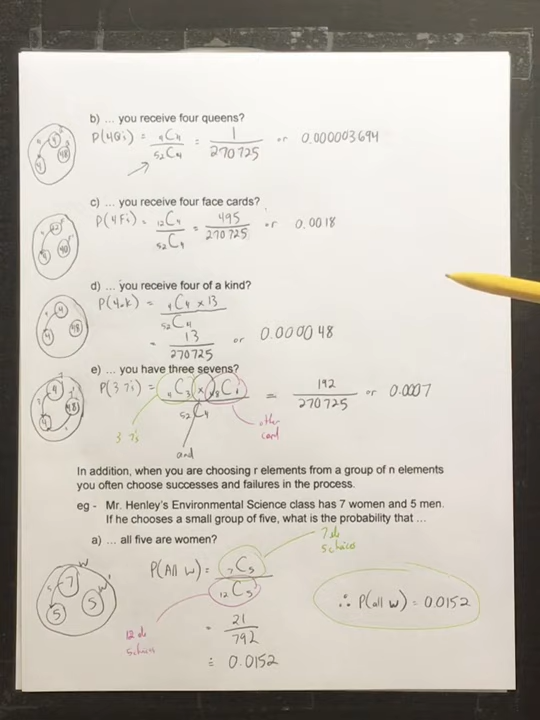 b) ... you receive four queens?
P(4Q's) = ₄C₄ / ₅₂C₄ = 1 / 270725 or 0.000003694
c) ... you receive four face cards?
P(4F's) = ₁₂C₄ / ₅₂C₄ = 495 / 270725 or 0.0018
d) ... you receive four of a kind?
P(4ok) = ₄C₄ × 13 / ₅₂C₄
= 13 / 270725 or 0.000048
e) ... you have three sevens?
P(3 7's) = ₄C₃ × ₄₈C₁ / ₅₂C₄ = 192 / 270725 or 0.0007
3 7's
other card
and
In addition, when you are choosing r elements from a group of n elements
you often choose successes and failures in the process.
eg - Mr. Henley's Environmental Science class has 7 women and 5 men.
If he chooses a small group of five, what is the probability that ...
a) ... all five are women?
7 de
P(All W) = ₇C₅ / ₁₂C₅
12 de
= 21 / 792
≐ 0.0152
∴ P(all W) = 0.0152